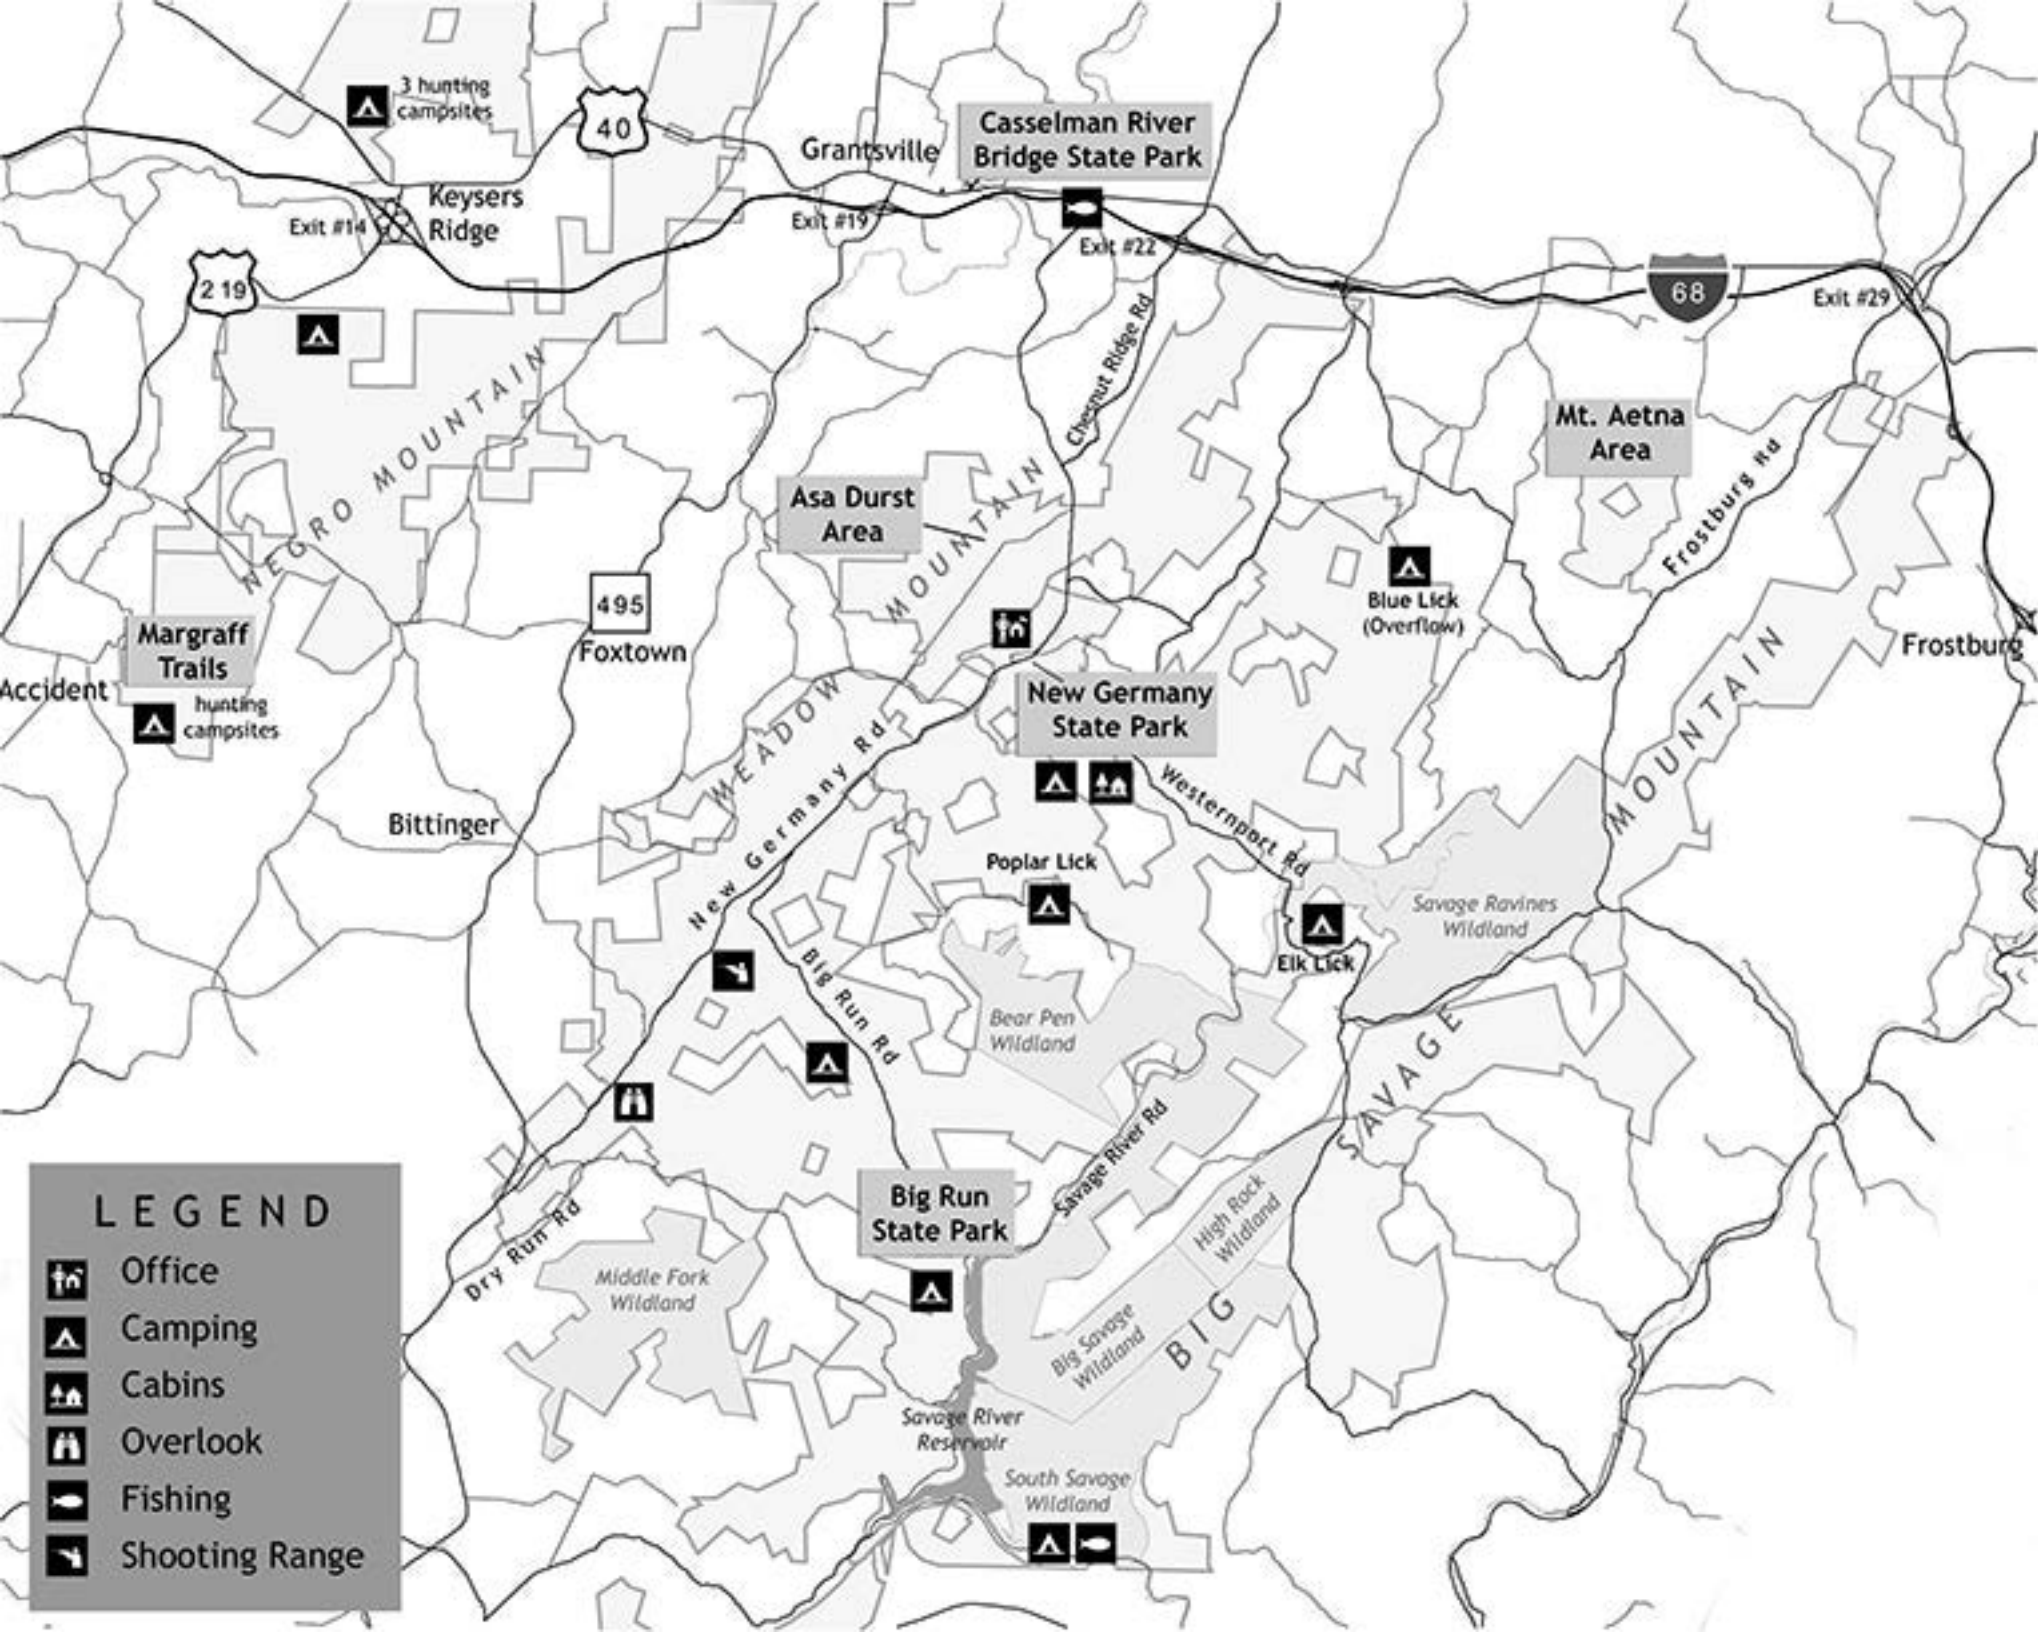 3 hunting
campsites
40
Grantsville
Casselman River
Bridge State Park
Keysers
Ridge
Exit #14
Exit #19
Exit #22
219
68
Exit #29
Chesnut Ridge Rd
NEGRO MOUNTAIN
Mt. Aetna
Area
Frostburg Rd
Asa Durst
Area
MEADOW MOUNTAIN
Blue Lick
(Overflow)
495
Foxtown
Margraff
Trails
Accident
hunting
campsites
Frostburg
New Germany
State Park
New Germany Rd
Westernport Rd
Bittinger
Poplar Lick
Elk Lick
Savage Ravines
Wildland
Big Run Rd
Bear Pen
Wildland
BIG SAVAGE MOUNTAIN
Savage River Rd
Big Run
State Park
High Rock
Wildland
Dry Run Rd
Middle Fork
Wildland
Big Savage
Wildland
Savage River
Reservoir
South Savage
Wildland
LEGEND
Office
Camping
Cabins
Overlook
Fishing
Shooting Range